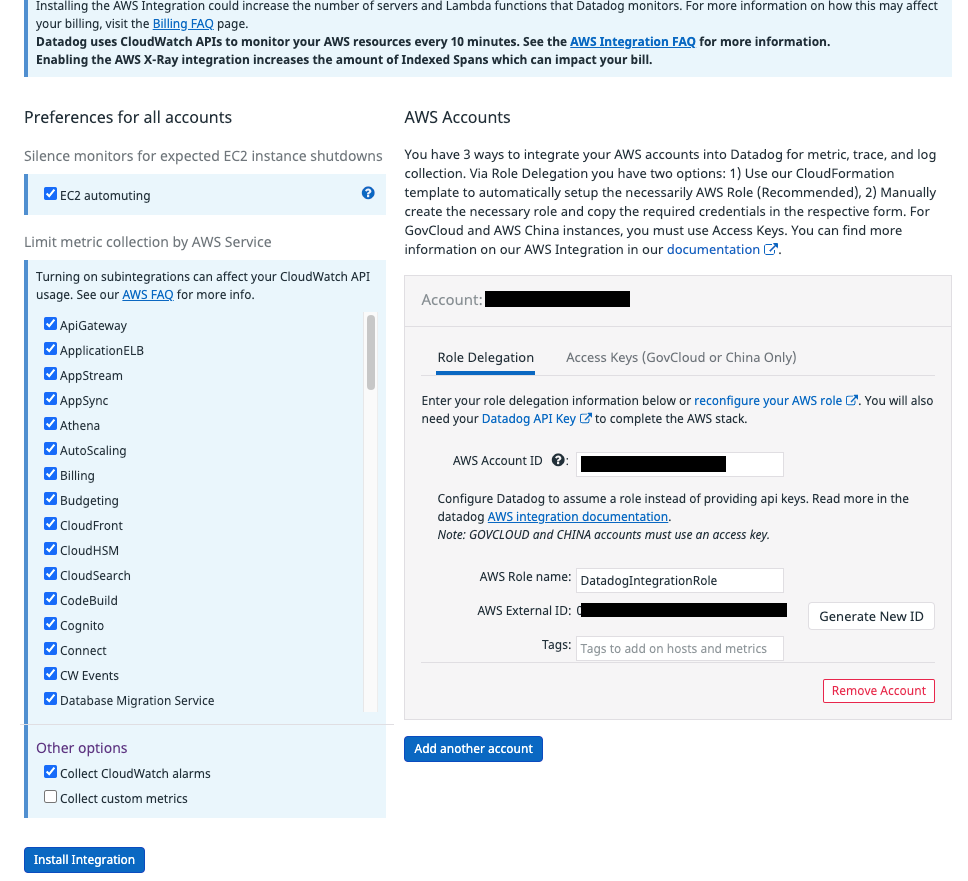 Installing the AWS Integration could increase the number of servers and Lambda functions that Datadog monitors. For more information on how this may affect
your billing, visit the Billing FAQ page.
Datadog uses CloudWatch APIs to monitor your AWS resources every 10 minutes. See the AWS Integration FAQ for more information.
Enabling the AWS X-Ray integration increases the amount of Indexed Spans which can impact your bill.
Preferences for all accounts
Silence monitors for expected EC2 instance shutdowns
EC2 automuting
Limit metric collection by AWS Service
Turning on subintegrations can affect your CloudWatch API
usage. See our AWS FAQ for more info.
ApiGateway
ApplicationELB
AppStream
AppSync
Athena
AutoScaling
Billing
Budgeting
CloudFront
CloudHSM
CloudSearch
CodeBuild
Cognito
Connect
CW Events
Database Migration Service
Other options
Collect CloudWatch alarms
Collect custom metrics
Install Integration
AWS Accounts
You have 3 ways to integrate your AWS accounts into Datadog for metric, trace, and log
collection. Via Role Delegation you have two options: 1) Use our CloudFormation
template to automatically setup the necessarily AWS Role (Recommended), 2) Manually
create the necessary role and copy the required credentials in the respective form. For
GovCloud and AWS China instances, you must use Access Keys. You can find more
information on our AWS Integration in our documentation.
Account:
Role Delegation
Access Keys (GovCloud or China Only)
Enter your role delegation information below or reconfigure your AWS role. You will also
need your Datadog API Key to complete the AWS stack.
AWS Account ID ?:
Configure Datadog to assume a role instead of providing api keys. Read more in the
datadog AWS integration documentation.
Note: GOVCLOUD and CHINA accounts must use an access key.
AWS Role name: DatadogIntegrationRole
AWS External ID:
Generate New ID
Tags: Tags to add on hosts and metrics
Remove Account
Add another account